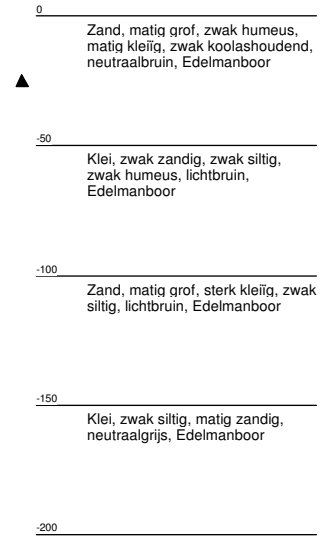 0
Zand, matig grof, zwak humeus,
matig kleiïg, zwak koolashoudend,
neutraalbruin, Edelmanboor
-50
Klei, zwak zandig, zwak siltig,
zwak humeus, lichtbruin,
Edelmanboor
-100
Zand, matig grof, sterk kleiïg, zwak
siltig, lichtbruin, Edelmanboor
-150
Klei, zwak siltig, matig zandig,
neutraalgrijs, Edelmanboor
-200